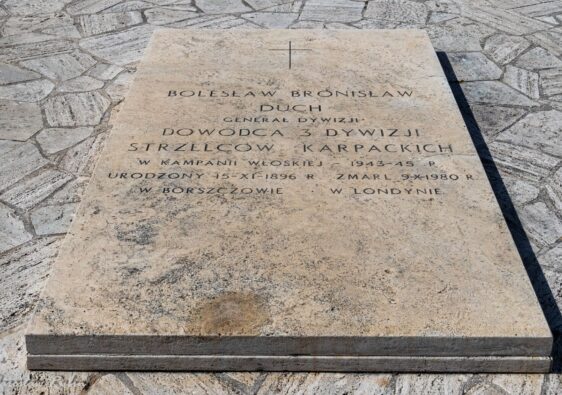 BOLESŁAW BRONISŁAW
DUCH
GENERAŁ DYWIZJI
DOWÓDCA 3 DYWIZJI
STRZELCÓW KARPACKICH
W KAMPANII WŁOSKIEJ - 1943-45 R
URODZONY 15-XI-1896 R ZMARŁ 9-X-1980 R
W BORSZCZOWIE W LONDYNIE